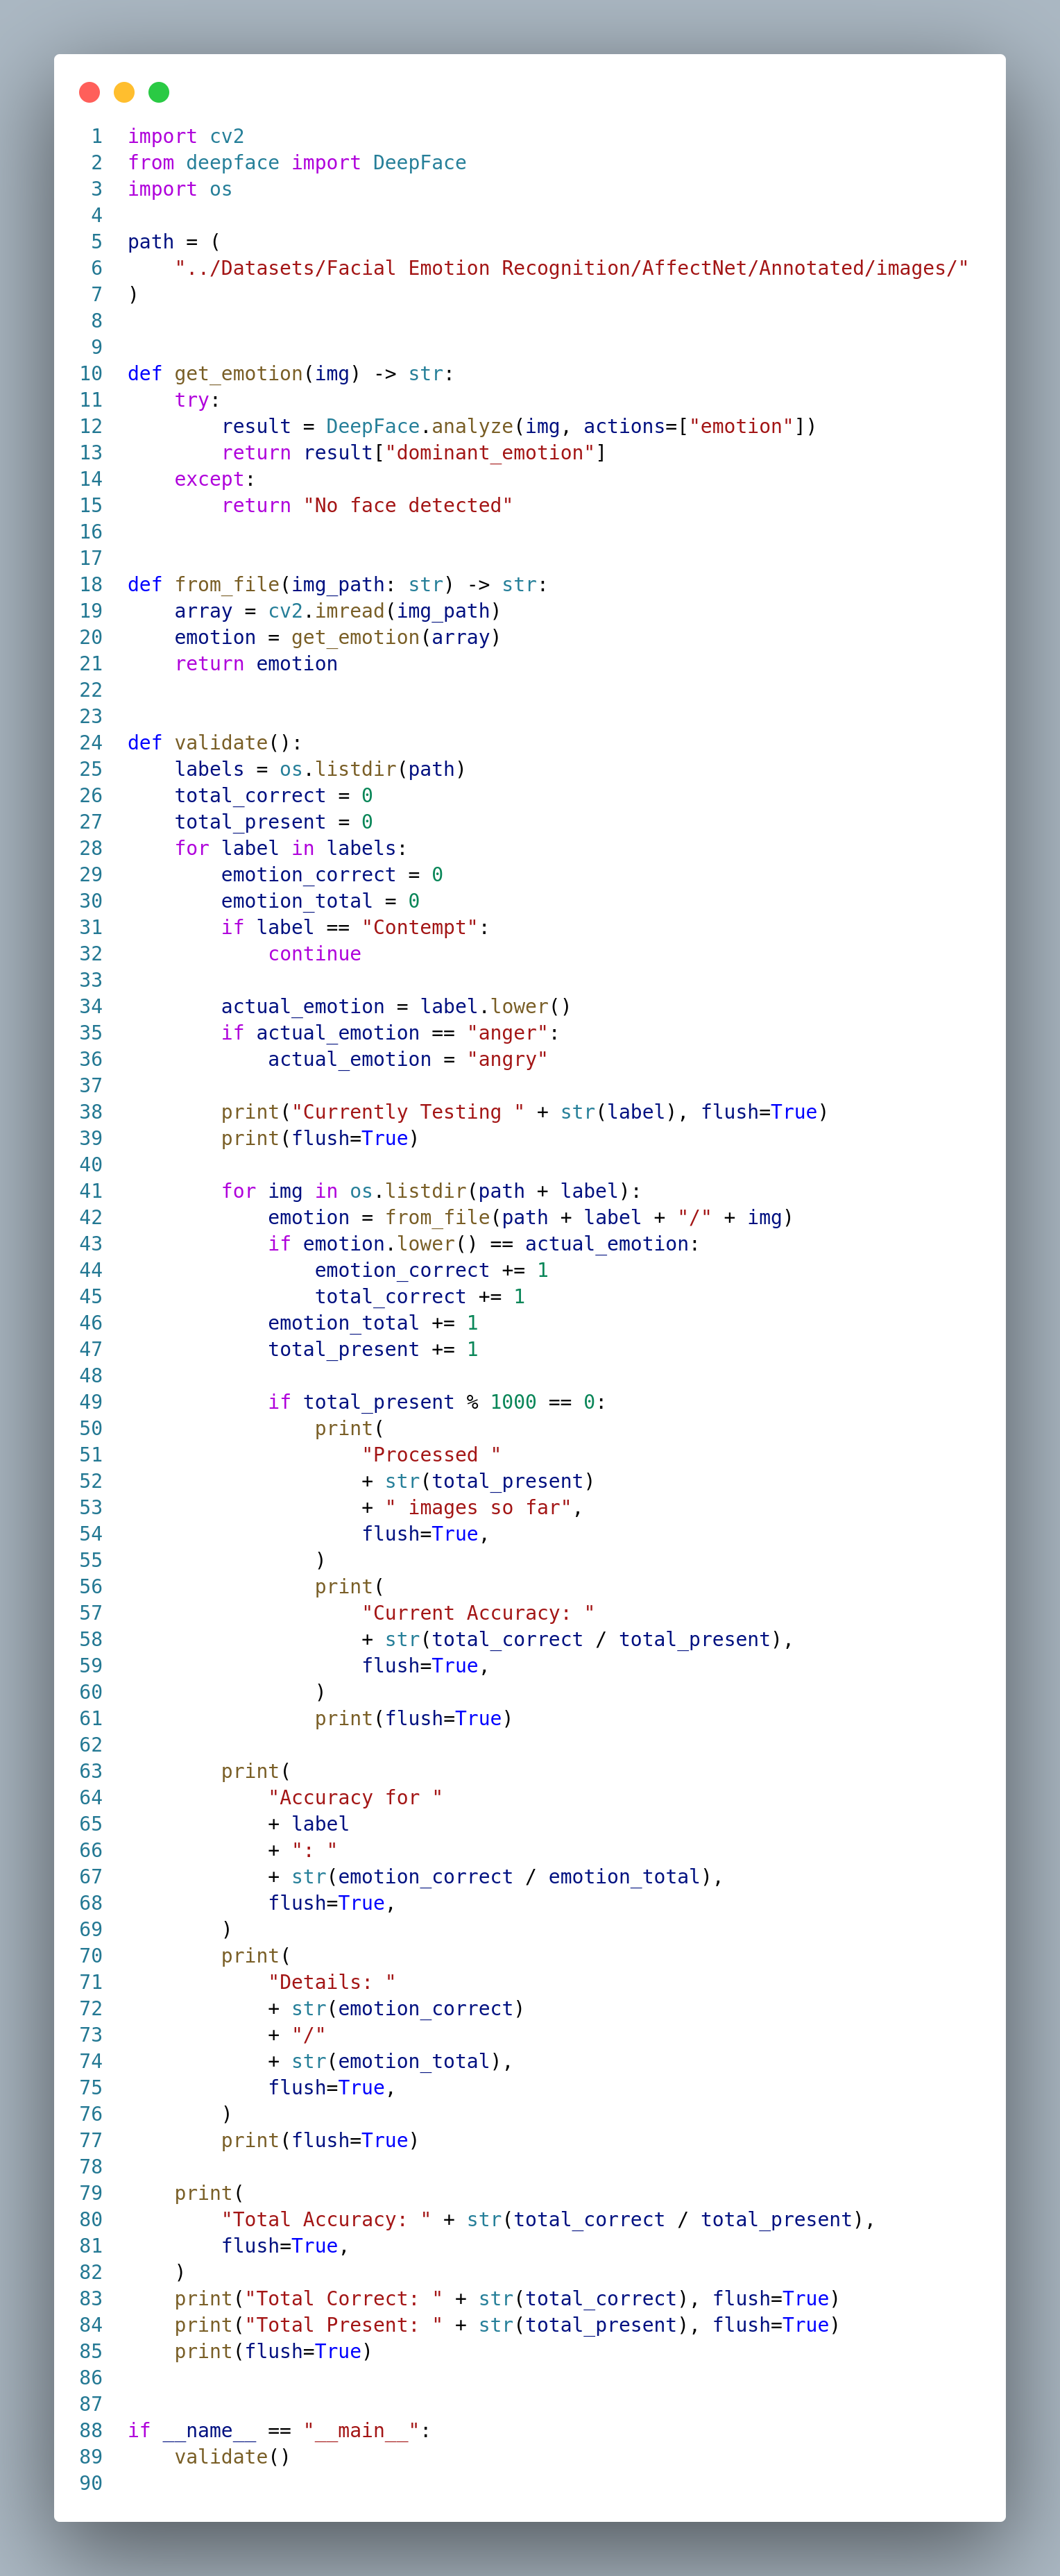 1 import cv2
2 from deepface import DeepFace
3 import os
4
5 path = (
6     "../Datasets/Facial Emotion Recognition/AffectNet/Annotated/images/"
7 )
8
9
10 def get_emotion(img) -> str:
11     try:
12         result = DeepFace.analyze(img, actions=["emotion"])
13         return result["dominant_emotion"]
14     except:
15         return "No face detected"
16
17
18 def from_file(img_path: str) -> str:
19     array = cv2.imread(img_path)
20     emotion = get_emotion(array)
21     return emotion
22
23
24 def validate():
25     labels = os.listdir(path)
26     total_correct = 0
27     total_present = 0
28     for label in labels:
29         emotion_correct = 0
30         emotion_total = 0
31         if label == "Contempt":
32             continue
33
34         actual_emotion = label.lower()
35         if actual_emotion == "anger":
36             actual_emotion = "angry"
37
38         print("Currently Testing " + str(label), flush=True)
39         print(flush=True)
40
41         for img in os.listdir(path + label):
42             emotion = from_file(path + label + "/" + img)
43             if emotion.lower() == actual_emotion:
44                 emotion_correct += 1
45                 total_correct += 1
46             emotion_total += 1
47             total_present += 1
48
49             if total_present % 1000 == 0:
50                 print(
51                     "Processed "
52                     + str(total_present)
53                     + " images so far",
54                     flush=True,
55                 )
56                 print(
57                     "Current Accuracy: "
58                     + str(total_correct / total_present),
59                     flush=True,
60                 )
61                 print(flush=True)
62
63         print(
64             "Accuracy for "
65             + label
66             + ": "
67             + str(emotion_correct / emotion_total),
68             flush=True,
69         )
70         print(
71             "Details: "
72             + str(emotion_correct)
73             + "/"
74             + str(emotion_total),
75             flush=True,
76         )
77         print(flush=True)
78
79     print(
80         "Total Accuracy: " + str(total_correct / total_present),
81         flush=True,
82     )
83     print("Total Correct: " + str(total_correct), flush=True)
84     print("Total Present: " + str(total_present), flush=True)
85     print(flush=True)
86
87
88 if __name__ == "__main__":
89     validate()
90